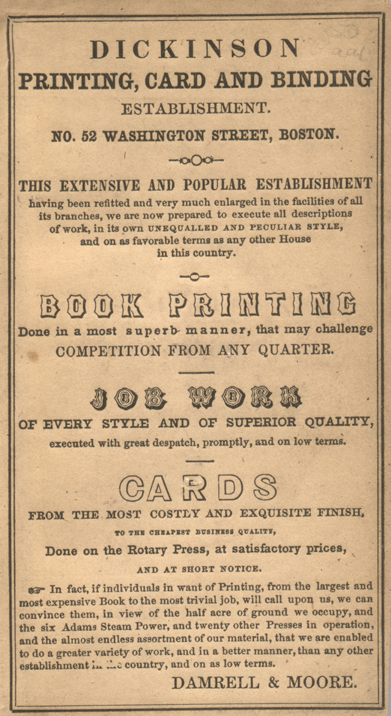 DICKINSON
PRINTING, CARD AND BINDING
ESTABLISHMENT.
NO. 52 WASHINGTON STREET, BOSTON.
THIS EXTENSIVE AND POPULAR ESTABLISHMENT
having been refitted and very much enlarged in the facilities of all
its branches, we are now prepared to execute all descriptions
of work, in its own UNEQUALLED AND PECULIAR STYLE,
and on as favorable terms as any other House
in this country.
BOOK PRINTING
Done in a most superb manner, that may challenge
COMPETITION FROM ANY QUARTER.
JOB WORK
OF EVERY STYLE AND OF SUPERIOR QUALITY,
executed with great despatch, promptly, and on low terms.
CARDS
FROM THE MOST COSTLY AND EXQUISITE FINISH,
TO THE CHEAPEST BUSINESS QUALITY,
Done on the Rotary Press, at satisfactory prices,
AND AT SHORT NOTICE.
☞ In fact, if individuals in want of Printing, from the largest and
most expensive Book to the most trivial job, will call upon us, we can
convince them, in view of the half acre of ground we occupy, and
the six Adams Steam Power, and twenty other Presses in operation,
and the almost endless assortment of our material, that we are enabled
to do a greater variety of work, and in a better manner, than any other
establishment in the country, and on as low terms.
DAMRELL & MOORE.